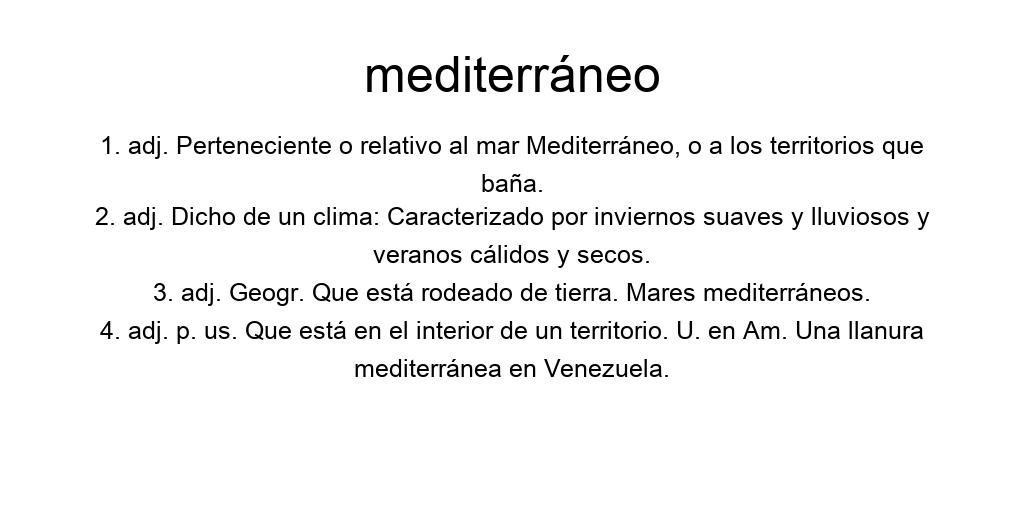 mediterráneo
1. adj. Perteneciente o relativo al mar Mediterráneo, o a los territorios que
baña.
2. adj. Dicho de un clima: Caracterizado por inviernos suaves y lluviosos y
veranos cálidos y secos.
3. adj. Geogr. Que está rodeado de tierra. Mares mediterráneos.
4. adj. p. us. Que está en el interior de un territorio. U. en Am. Una llanura
mediterránea en Venezuela.